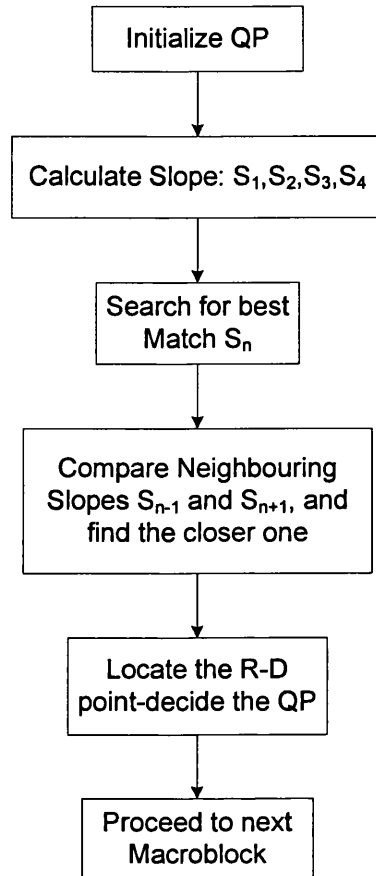 Initialize QP
Calculate Slope: S₁,S₂,S₃,S₄
Search for best
Match Sₙ
Compare Neighbouring
Slopes Sₙ₋₁ and Sₙ₊₁, and
find the closer one
Locate the R-D
point-decide the QP
Proceed to next
Macroblock